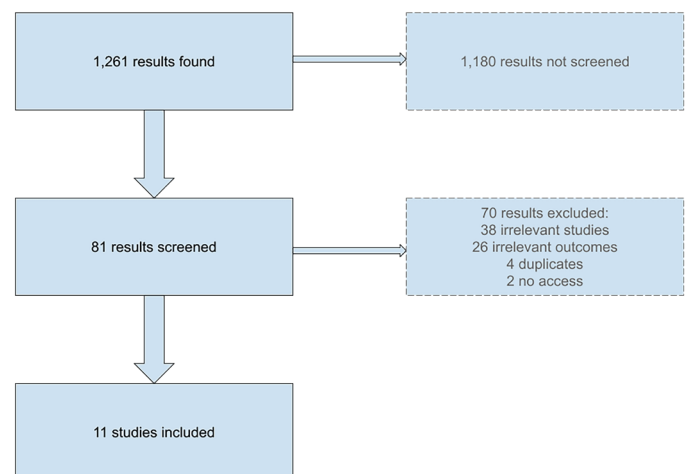 1,261 results found
1,180 results not screened
81 results screened
70 results excluded:
38 irrelevant studies
26 irrelevant outcomes
4 duplicates
2 no access
11 studies included